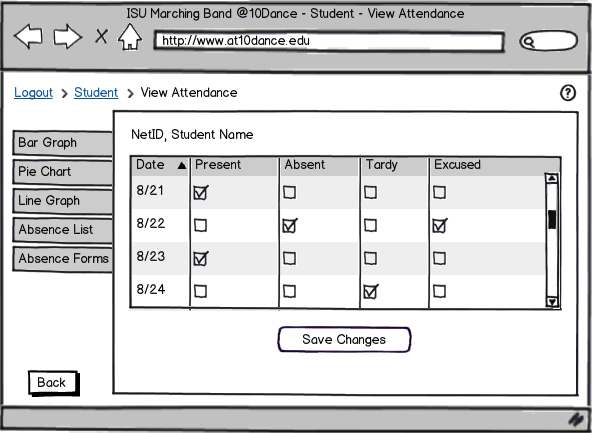 ISU Marching Band @10Dance - Student - View Attendance
http://www.at10dance.edu
Logout > Student > View Attendance ?
NetID, Student Name
Bar Graph
Pie Chart
Line Graph
Absence List
Absence Forms
Date ▲ Present Absent Tardy Excused
8/21
8/22
8/23
8/24
Save Changes
Back